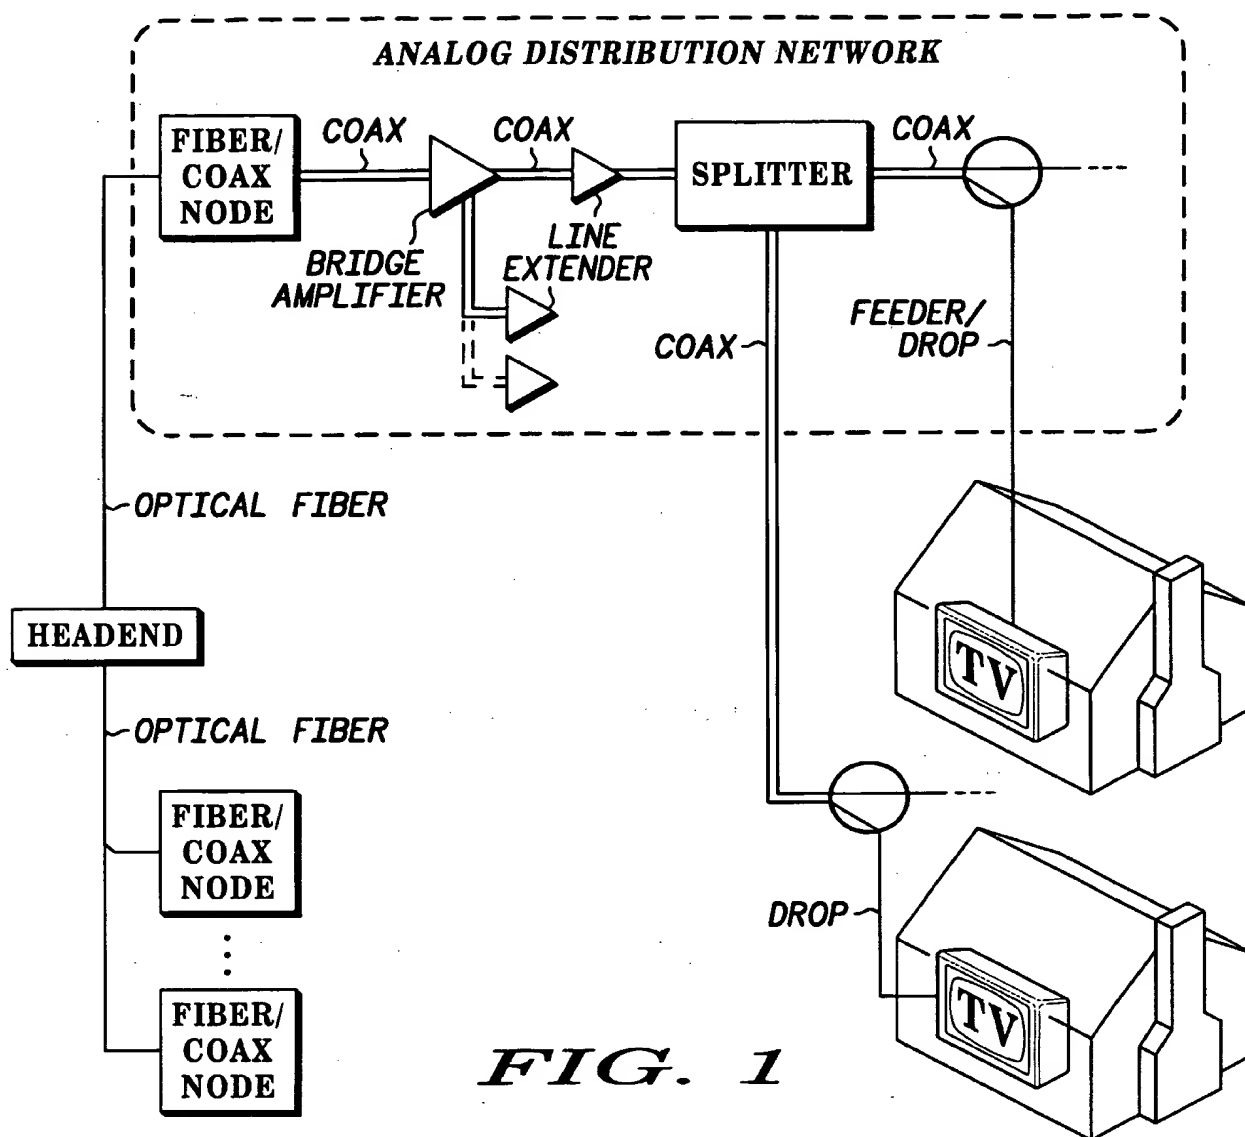 ANALOG DISTRIBUTION NETWORK
FIBER/
COAX
NODE
COAX
COAX
SPLITTER
COAX
BRIDGE
AMPLIFIER
LINE
EXTENDER
COAX
FEEDER/
DROP
OPTICAL FIBER
HEADEND
OPTICAL FIBER
TV
FIBER/
COAX
NODE
DROP
FIBER/
COAX
NODE
TV
FIG. 1